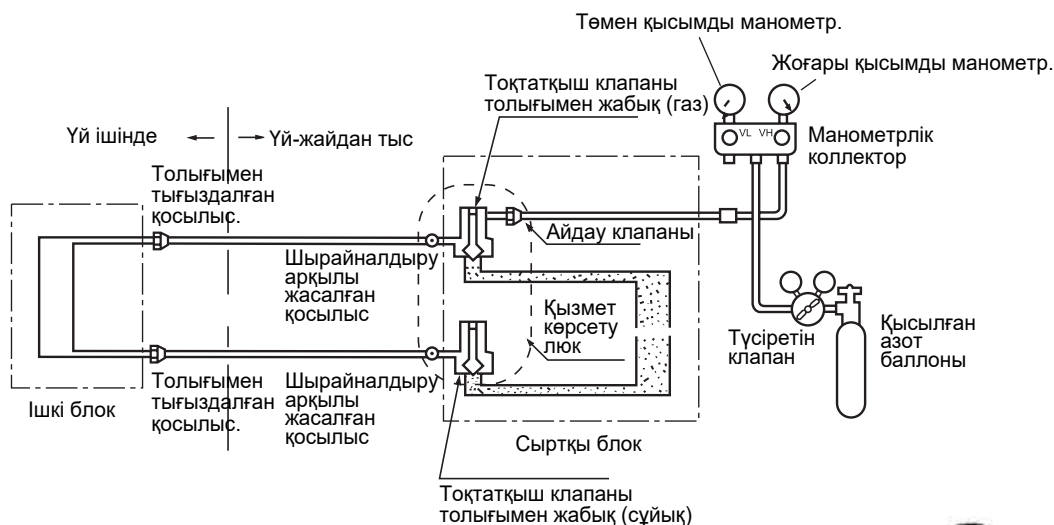 Төмен қысымды манометр.
Жоғары қысымды манометр.
Тоқтатқыш клапаны
толығымен жабық (газ)
VL VH
Манометрлік
коллектор
Үй ішінде
Үй-жайдан тыс
Толығымен
тығыздалған
қосылыс.
Айдау клапаны
Шырайналдыру
арқылы
жасалған
қосылыс
Қызмет
көрсету
люк
Түсіретін
клапан
Қысылған
азот
баллоны
Ішкі блок
Толығымен
тығыздалған
қосылыс.
Шырайналдыру
арқылы
жасалған
қосылыс
Сыртқы блок
Тоқтатқыш клапаны
толығымен жабық (сұйық)